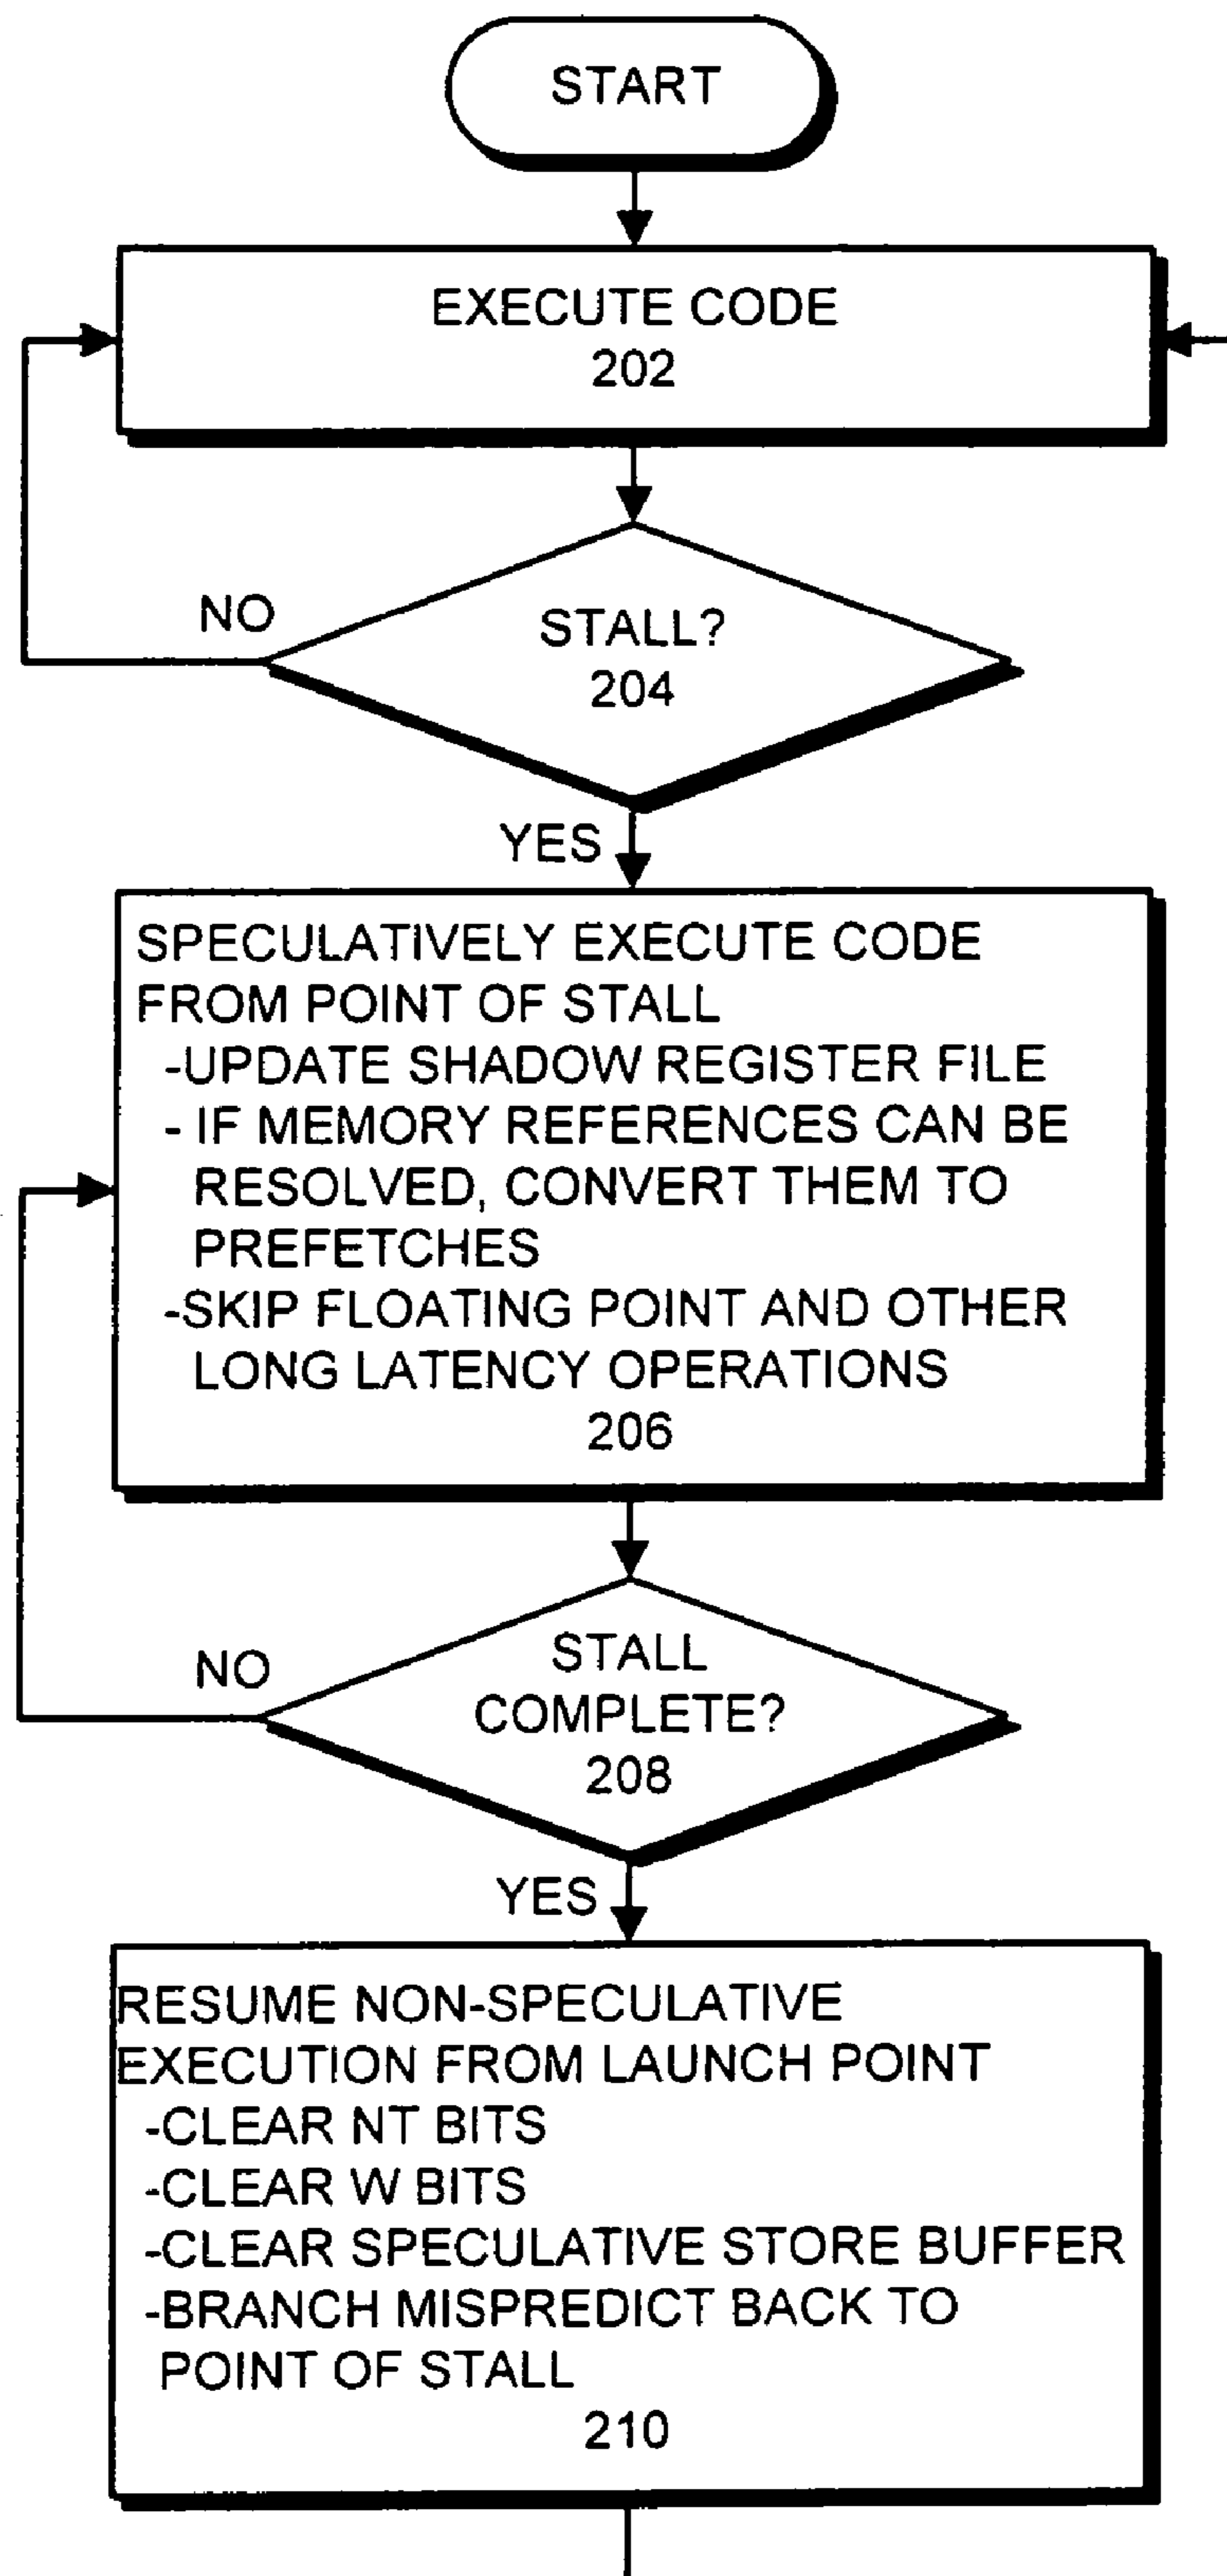 START
EXECUTE CODE
202
NO
STALL?
204
YES
SPECULATIVELY EXECUTE CODE
FROM POINT OF STALL
-UPDATE SHADOW REGISTER FILE
- IF MEMORY REFERENCES CAN BE
RESOLVED, CONVERT THEM TO
PREFETCHES
-SKIP FLOATING POINT AND OTHER
LONG LATENCY OPERATIONS
206
NO
STALL
COMPLETE?
208
YES
RESUME NON-SPECULATIVE
EXECUTION FROM LAUNCH POINT
-CLEAR NT BITS
-CLEAR W BITS
-CLEAR SPECULATIVE STORE BUFFER
-BRANCH MISPREDICT BACK TO
POINT OF STALL
210